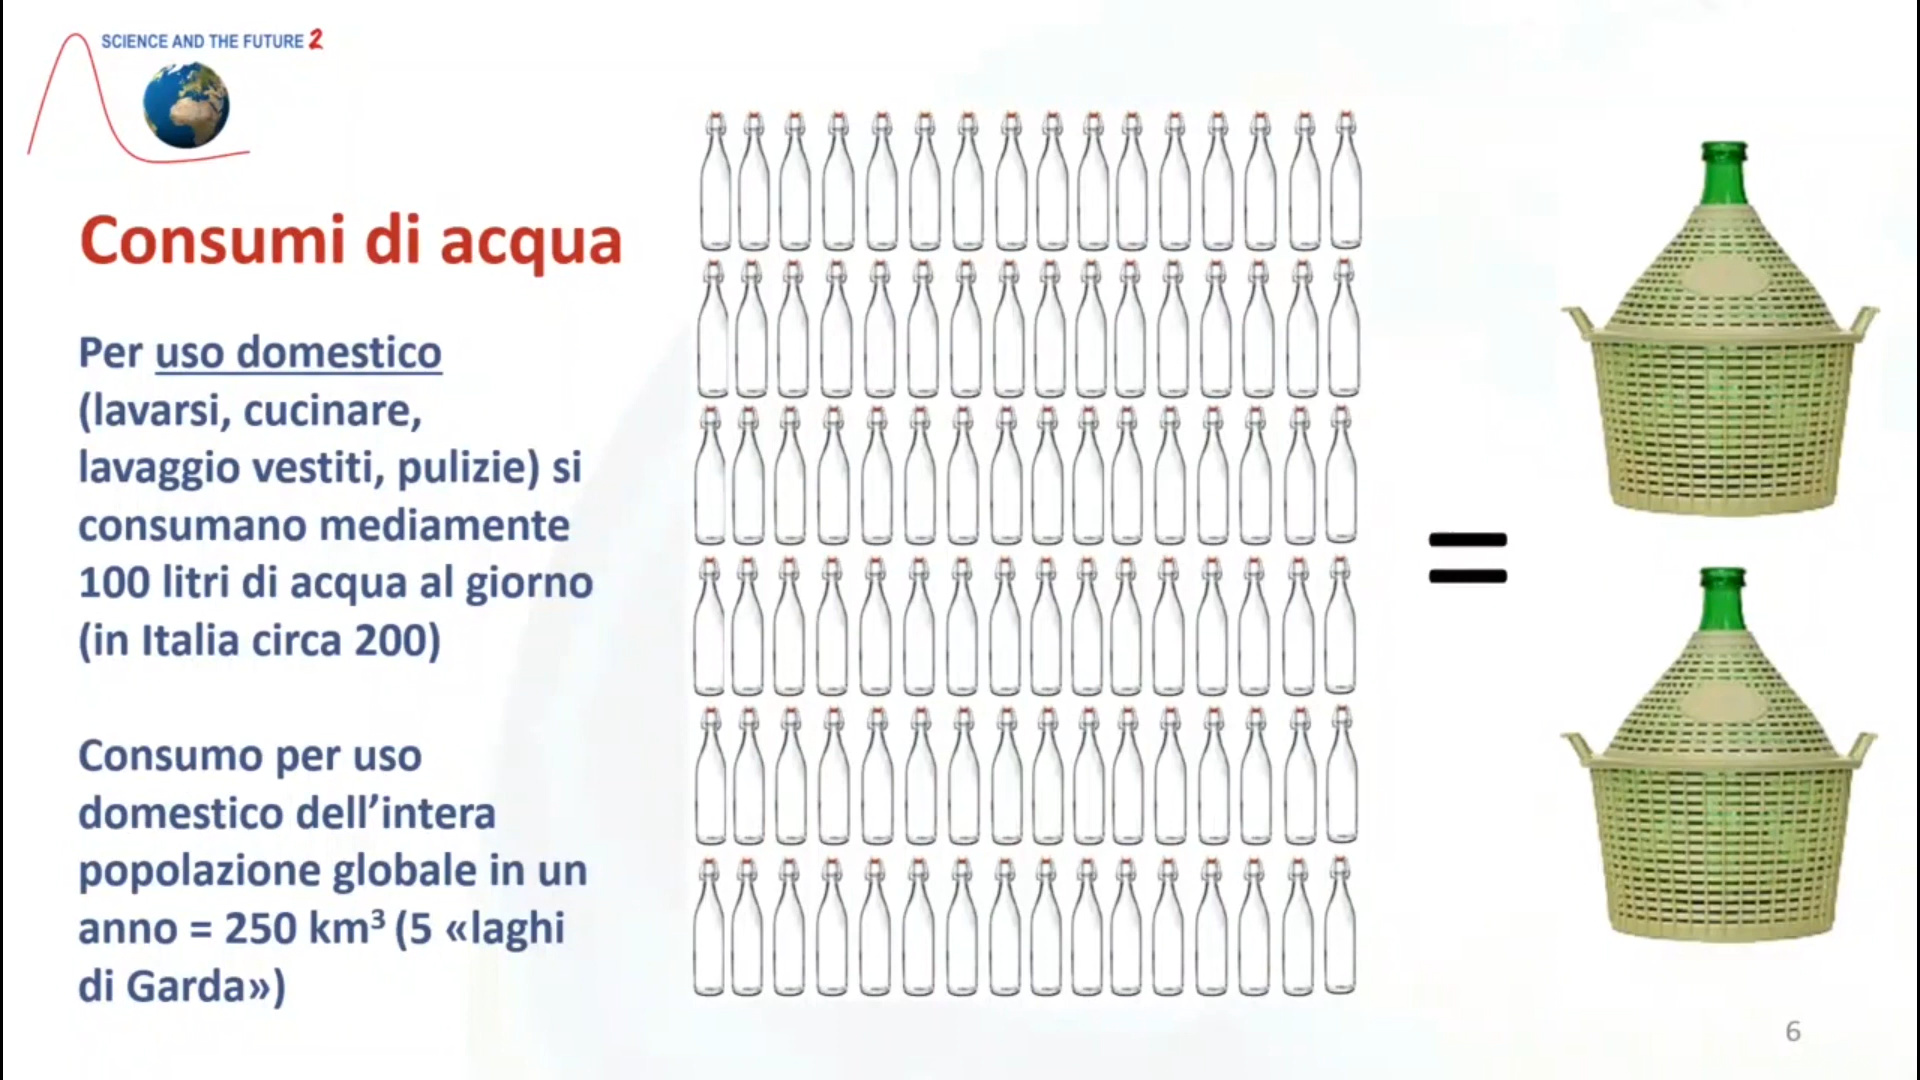 SCIENCE AND THE FUTURE 2
Consumi di acqua
Per uso domestico
(lavarsi, cucinare,
lavaggio vestiti, pulizie) si
consumano mediamente
100 litri di acqua al giorno
(in Italia circa 200)
Consumo per uso
domestico dell’intera
popolazione globale in un
anno = 250 km³ (5 «laghi
di Garda»)
=
6